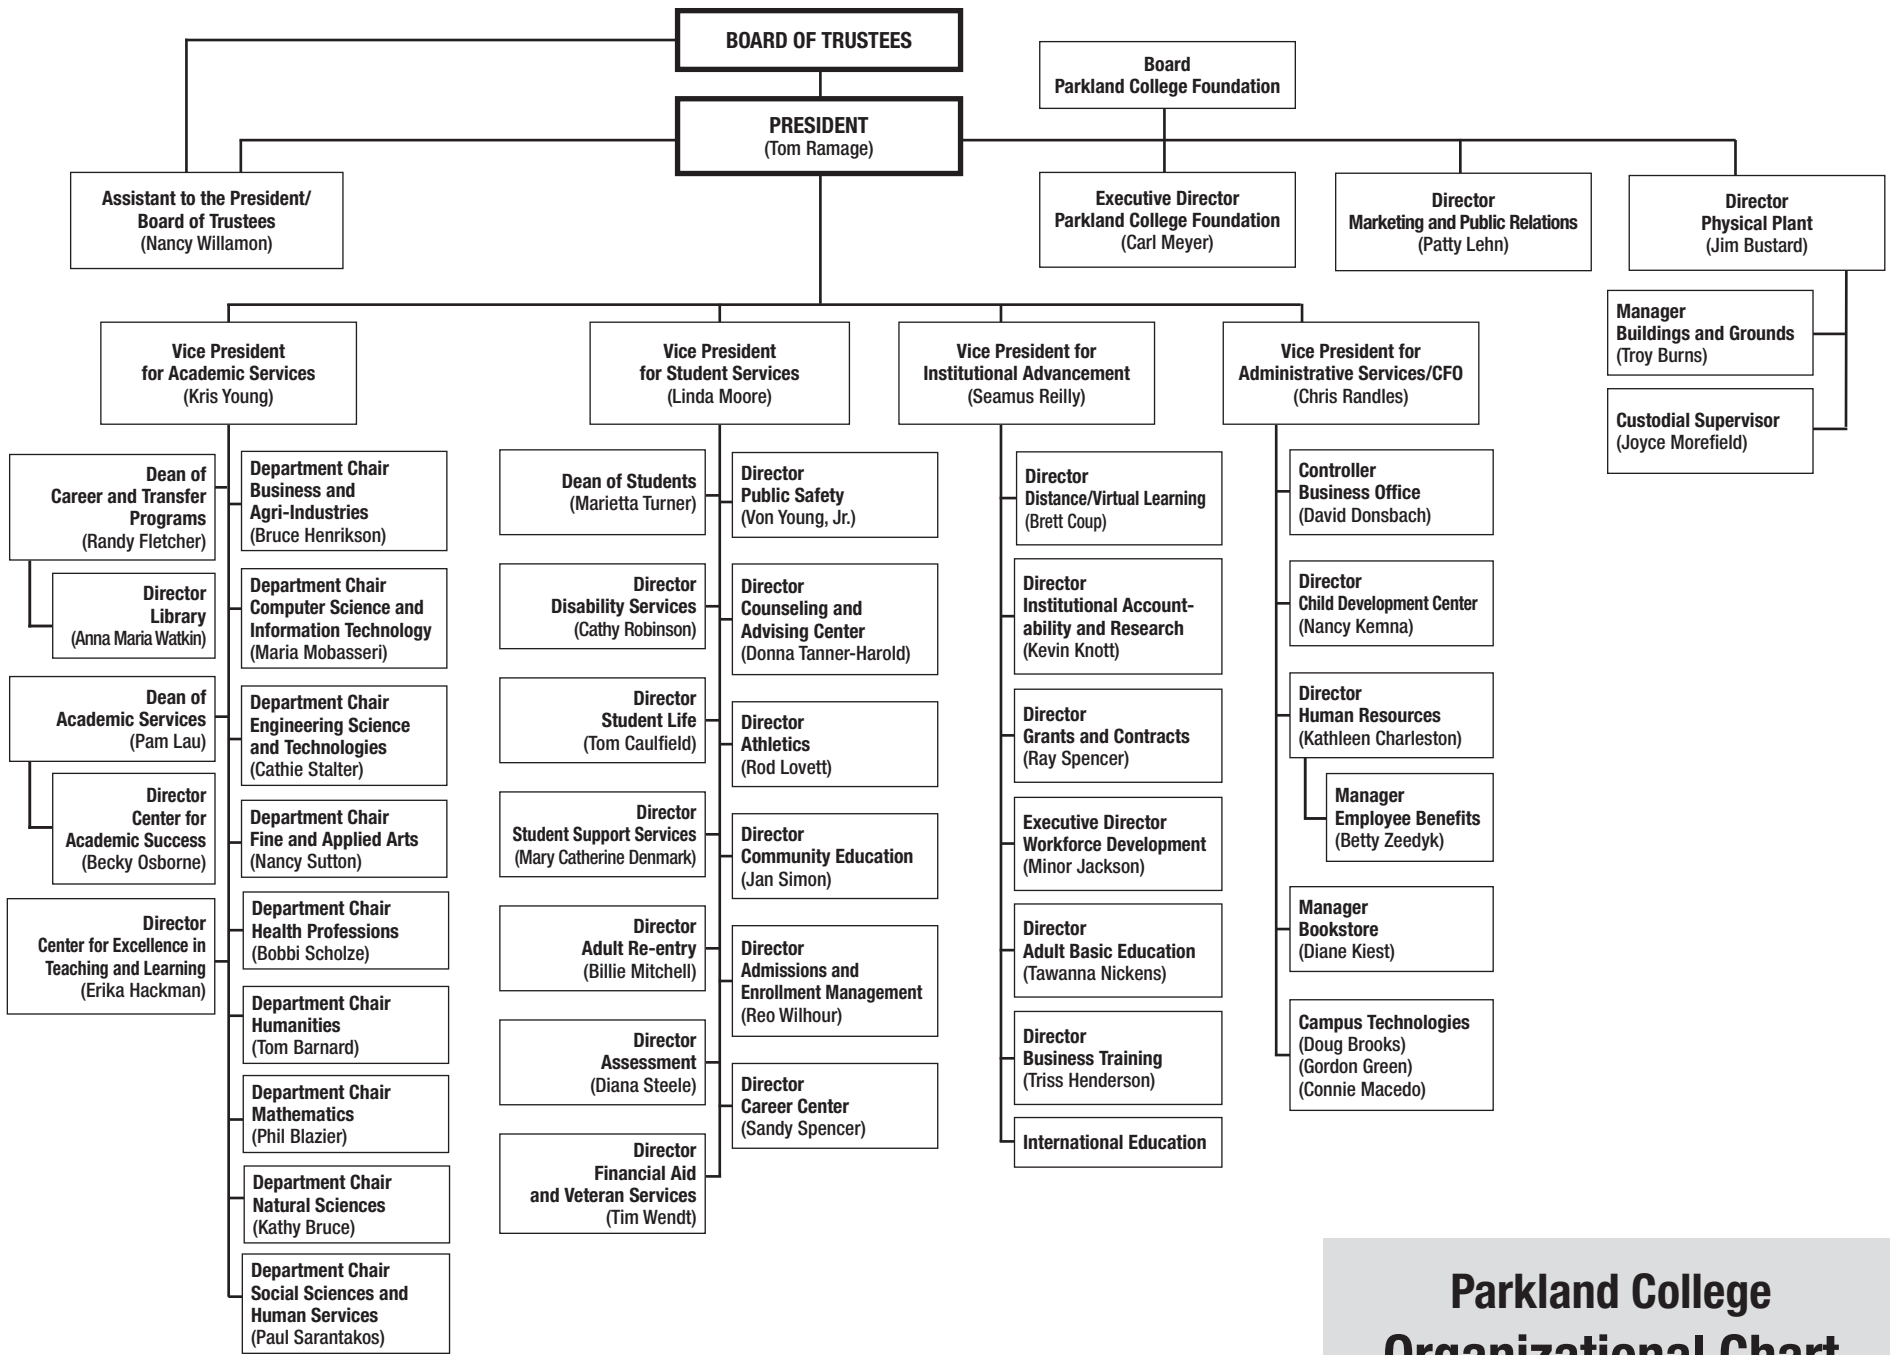 BOARD OF TRUSTEES
Board
Parkland College Foundation
PRESIDENT
(Tom Ramage)
Assistant to the President/
Board of Trustees
(Nancy Willamon)
Executive Director
Parkland College Foundation
(Carl Meyer)
Director
Marketing and Public Relations
(Patty Lehn)
Director
Physical Plant
(Jim Bustard)
Manager
Buildings and Grounds
(Troy Burns)
Custodial Supervisor
(Joyce Morefield)
Vice President
for Academic Services
(Kris Young)
Dean of
Career and Transfer
Programs
(Randy Fletcher)
Director
Library
(Anna Maria Watkin)
Dean of
Academic Services
(Pam Lau)
Director
Center for
Academic Success
(Becky Osborne)
Director
Center for Excellence in
Teaching and Learning
(Erika Hackman)
Department Chair
Business and
Agri-Industries
(Bruce Henrikson)
Department Chair
Computer Science and
Information Technology
(Maria Mobasseri)
Department Chair
Engineering Science
and Technologies
(Cathie Stalter)
Department Chair
Fine and Applied Arts
(Nancy Sutton)
Department Chair
Health Professions
(Bobbi Scholze)
Department Chair
Humanities
(Tom Barnard)
Department Chair
Mathematics
(Phil Blazier)
Department Chair
Natural Sciences
(Kathy Bruce)
Department Chair
Social Sciences and
Human Services
(Paul Sarantakos)
Vice President
for Student Services
(Linda Moore)
Dean of Students
(Marietta Turner)
Director
Disability Services
(Cathy Robinson)
Director
Student Life
(Tom Caulfield)
Director
Student Support Services
(Mary Catherine Denmark)
Director
Adult Re-entry
(Billie Mitchell)
Director
Assessment
(Diana Steele)
Director
Financial Aid
and Veteran Services
(Tim Wendt)
Director
Public Safety
(Von Young, Jr.)
Director
Counseling and
Advising Center
(Donna Tanner-Harold)
Director
Athletics
(Rod Lovett)
Director
Community Education
(Jan Simon)
Director
Admissions and
Enrollment Management
(Reo Wilhour)
Director
Career Center
(Sandy Spencer)
Vice President for
Institutional Advancement
(Seamus Reilly)
Director
Distance/Virtual Learning
(Brett Coup)
Director
Institutional Account-
ability and Research
(Kevin Knott)
Director
Grants and Contracts
(Ray Spencer)
Executive Director
Workforce Development
(Minor Jackson)
Director
Adult Basic Education
(Tawanna Nickens)
Director
Business Training
(Triss Henderson)
International Education
Vice President for
Administrative Services/CFO
(Chris Randles)
Controller
Business Office
(David Donsbach)
Director
Child Development Center
(Nancy Kemna)
Director
Human Resources
(Kathleen Charleston)
Manager
Employee Benefits
(Betty Zeedyk)
Manager
Bookstore
(Diane Kiest)
Campus Technologies
(Doug Brooks)
(Gordon Green)
(Connie Macedo)
Parkland College
Organizational Chart